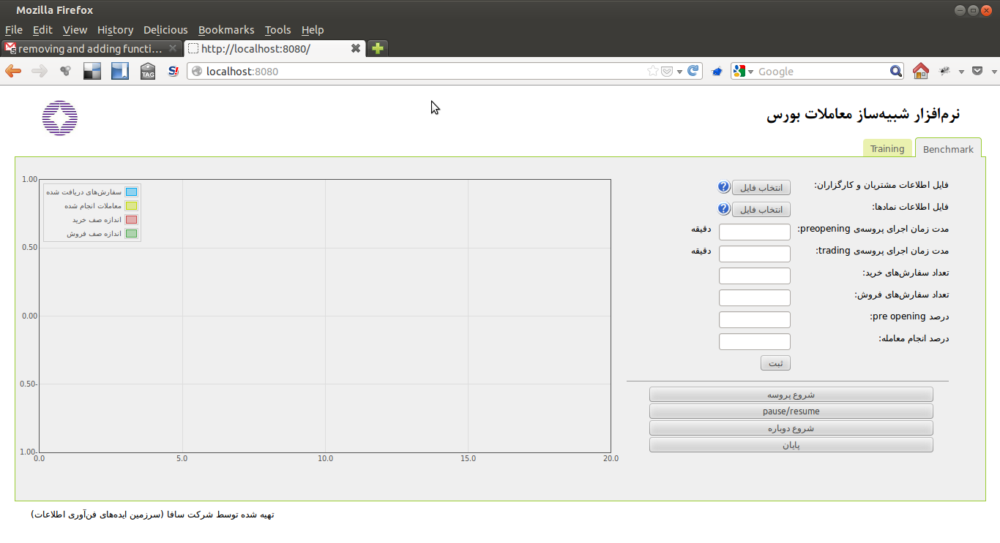 Mozilla Firefox
File Edit View History Delicious Bookmarks Tools Help
removing and adding functi...
http://localhost:8080/
TAG
S!
localhost:8080
Google
نرم‌افزار شبیه‌ساز معاملات بورس
Benchmark
Training
فایل اطلاعات مشتریان و کارگزاران:
انتخاب فایل
?
فایل اطلاعات نمادها:
انتخاب فایل
?
مدت زمان اجرای پروسه‌ی preopening:
دقیقه
مدت زمان اجرای پروسه‌ی trading:
دقیقه
تعداد سفارش‌های خرید:
تعداد سفارش‌های فروش:
درصد pre opening:
درصد انجام معامله:
ثبت
شروع پروسه
pause/resume
شروع دوباره
پایان
1.00
0.50
0.00
0.50-
1.00-
0.0
5.0
10.0
15.0
20.0
سفارش‌های دریافت شده
معاملات انجام شده
اندازه صف خرید
اندازه صف فروش
تهیه شده توسط شرکت سافا (سرزمین ایده‌های فن‌آوری اطلاعات)